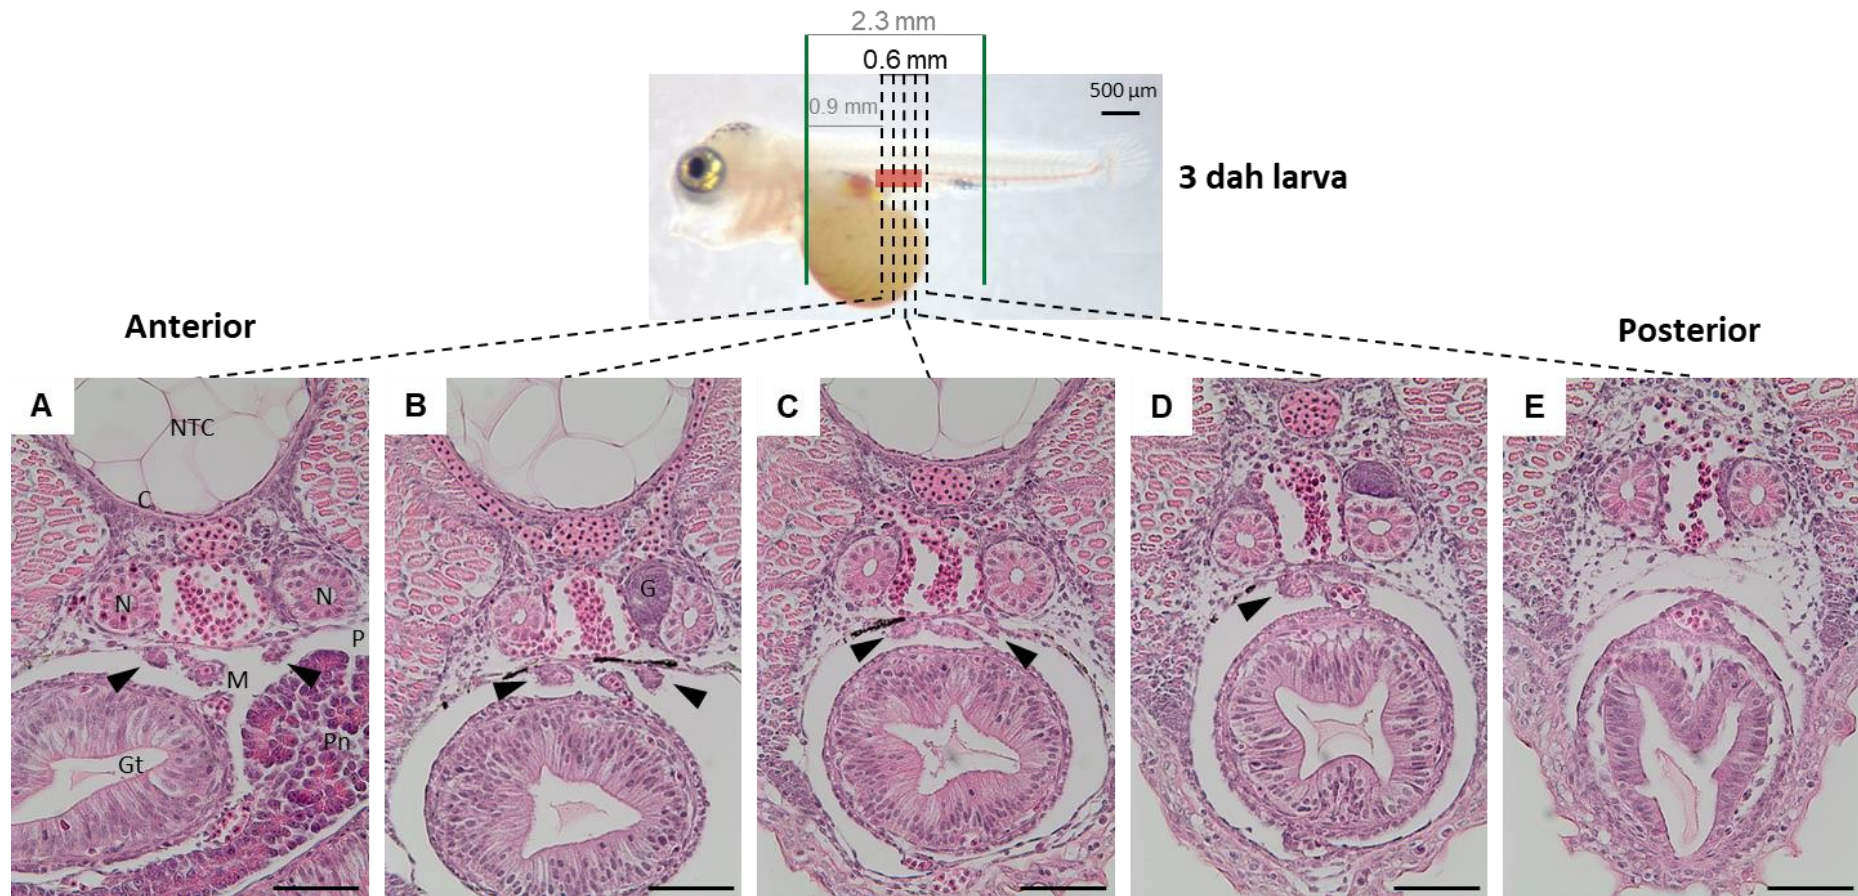 2.3 mm
0.6 mm
0.9 mm
500 µm
3 dah larva
Anterior
Posterior
A
NTC
C
N
N
P
M
Pn
Gt
B
G
C
D
E